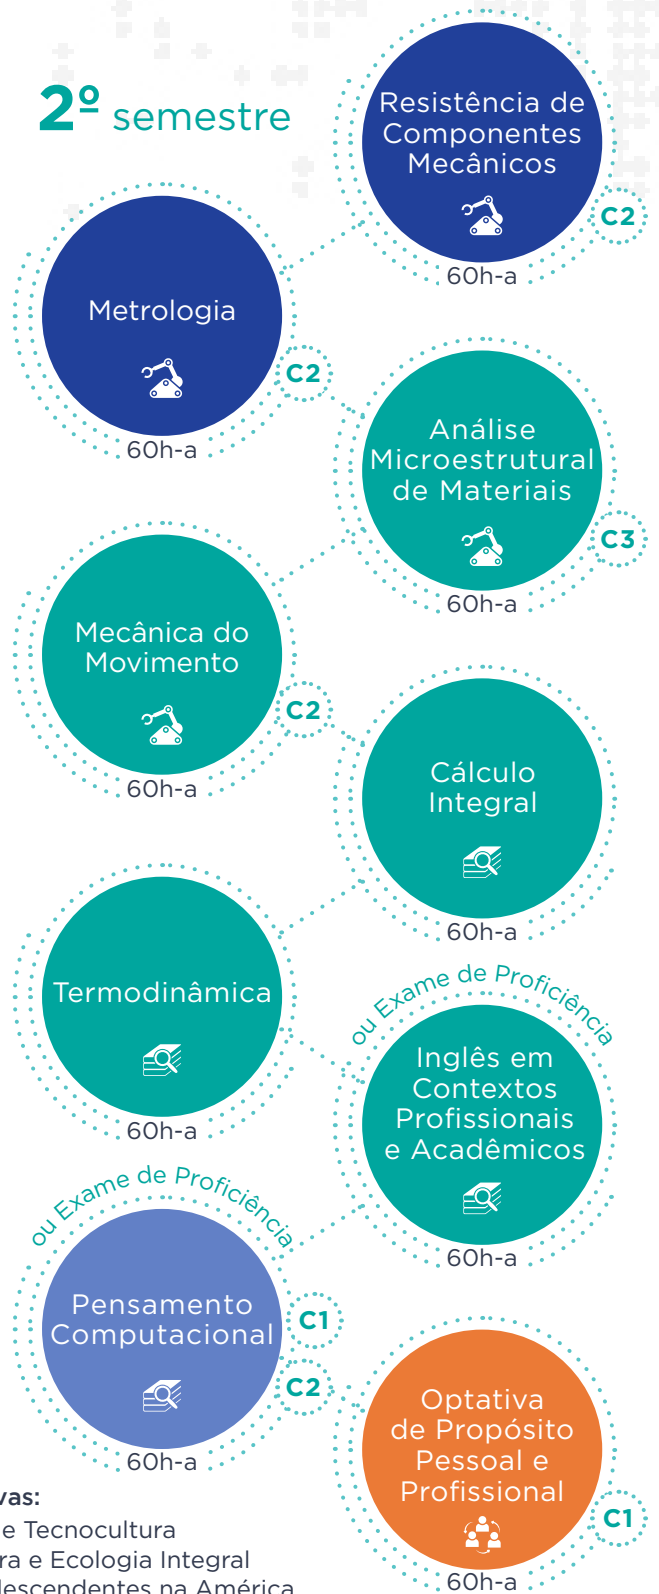 2º semestre
Resistência de
Componentes
Mecânicos
C2
60h-a
Metrologia
C2
60h-a
Análise
Microestrutural
de Materiais
C3
60h-a
Mecânica do
Movimento
C2
60h-a
Cálculo
Integral
60h-a
Termodinâmica
60h-a
ou Exame de Proficiência
Inglês em
Contextos
Profissionais
e Acadêmicos
60h-a
ou Exame de Proficiência
Pensamento
Computacional
C1
C2
60h-a
Optativa
de Propósito
Pessoal e
Profissional
C1
60h-a
vas:
e Tecnocultura
ra e Ecologia Integral
descendentes na América